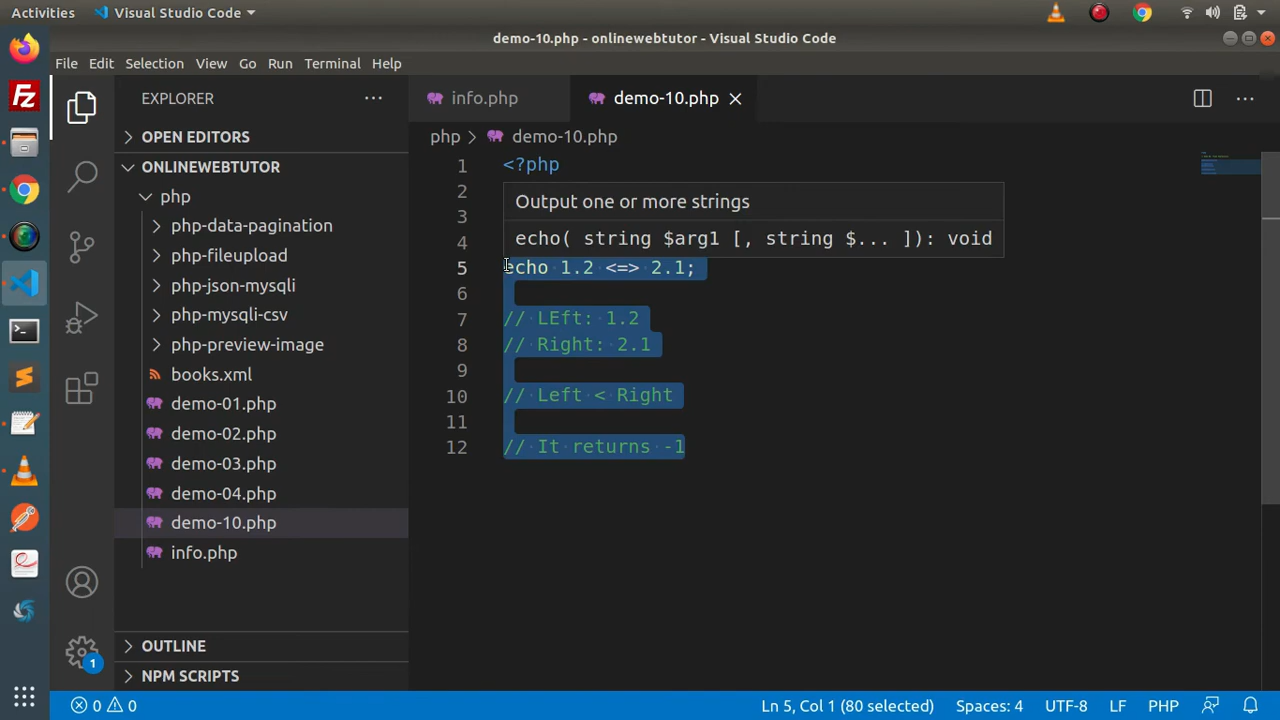 Activities
Visual Studio Code
demo-10.php - onlinewebtutor - Visual Studio Code
File Edit Selection View Go Run Terminal Help
EXPLORER
info.php
demo-10.php
OPEN EDITORS
php
demo-10.php
ONLINEWEBTUTOR
php
php-data-pagination
php-fileupload
php-json-mysqli
php-mysqli-csv
php-preview-image
books.xml
demo-01.php
demo-02.php
demo-03.php
demo-04.php
demo-10.php
info.php
OUTLINE
NPM SCRIPTS
1 <?php
2
3
4
Output one or more strings
echo( string $arg1 [, string $... ]): void
5 echo 1.2 <=> 2.1;
6
7 // LEft: 1.2
8 // Right: 2.1
9
10 // Left < Right
11
12 // It returns -1
1
0 0
Ln 5, Col 1 (80 selected)
Spaces: 4
UTF-8
LF
PHP